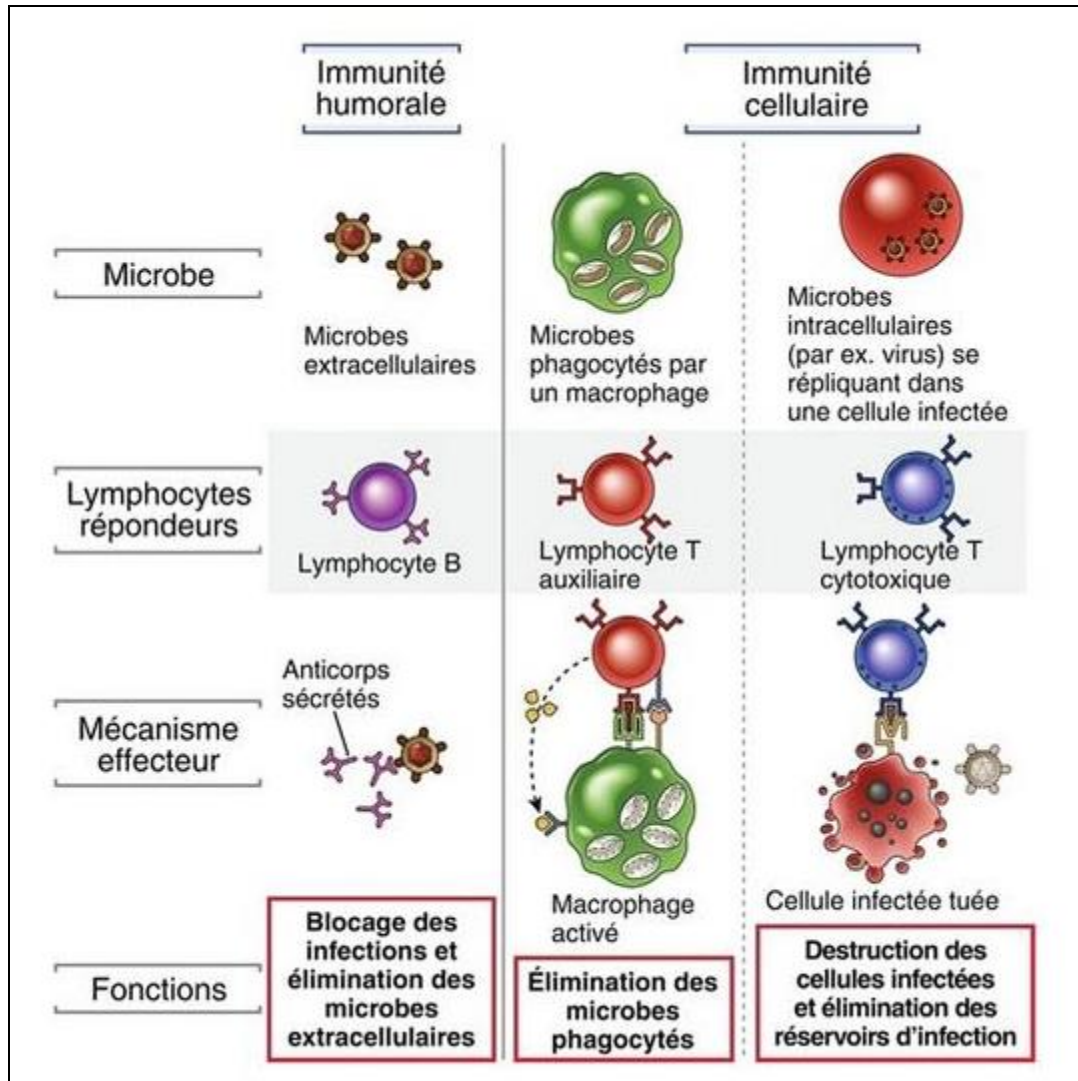 Immunité
humorale
Immunité
cellulaire
Microbe
Microbes
extracellulaires
Microbes
phagocytés par
un macrophage
Microbes
intracellulaires
(par ex. virus) se
répliquant dans
une cellule infectée
Lymphocytes
répondeurs
Lymphocyte B
Lymphocyte T
auxiliaire
Lymphocyte T
cytotoxique
Mécanisme
effecteur
Anticorps
sécrétés
Macrophage
activé
Cellule infectée tuée
Fonctions
Blocage des
infections et
élimination des
microbes
extracellulaires
Élimination des
microbes
phagocytés
Destruction des
cellules infectées
et élimination des
réservoirs d’infection